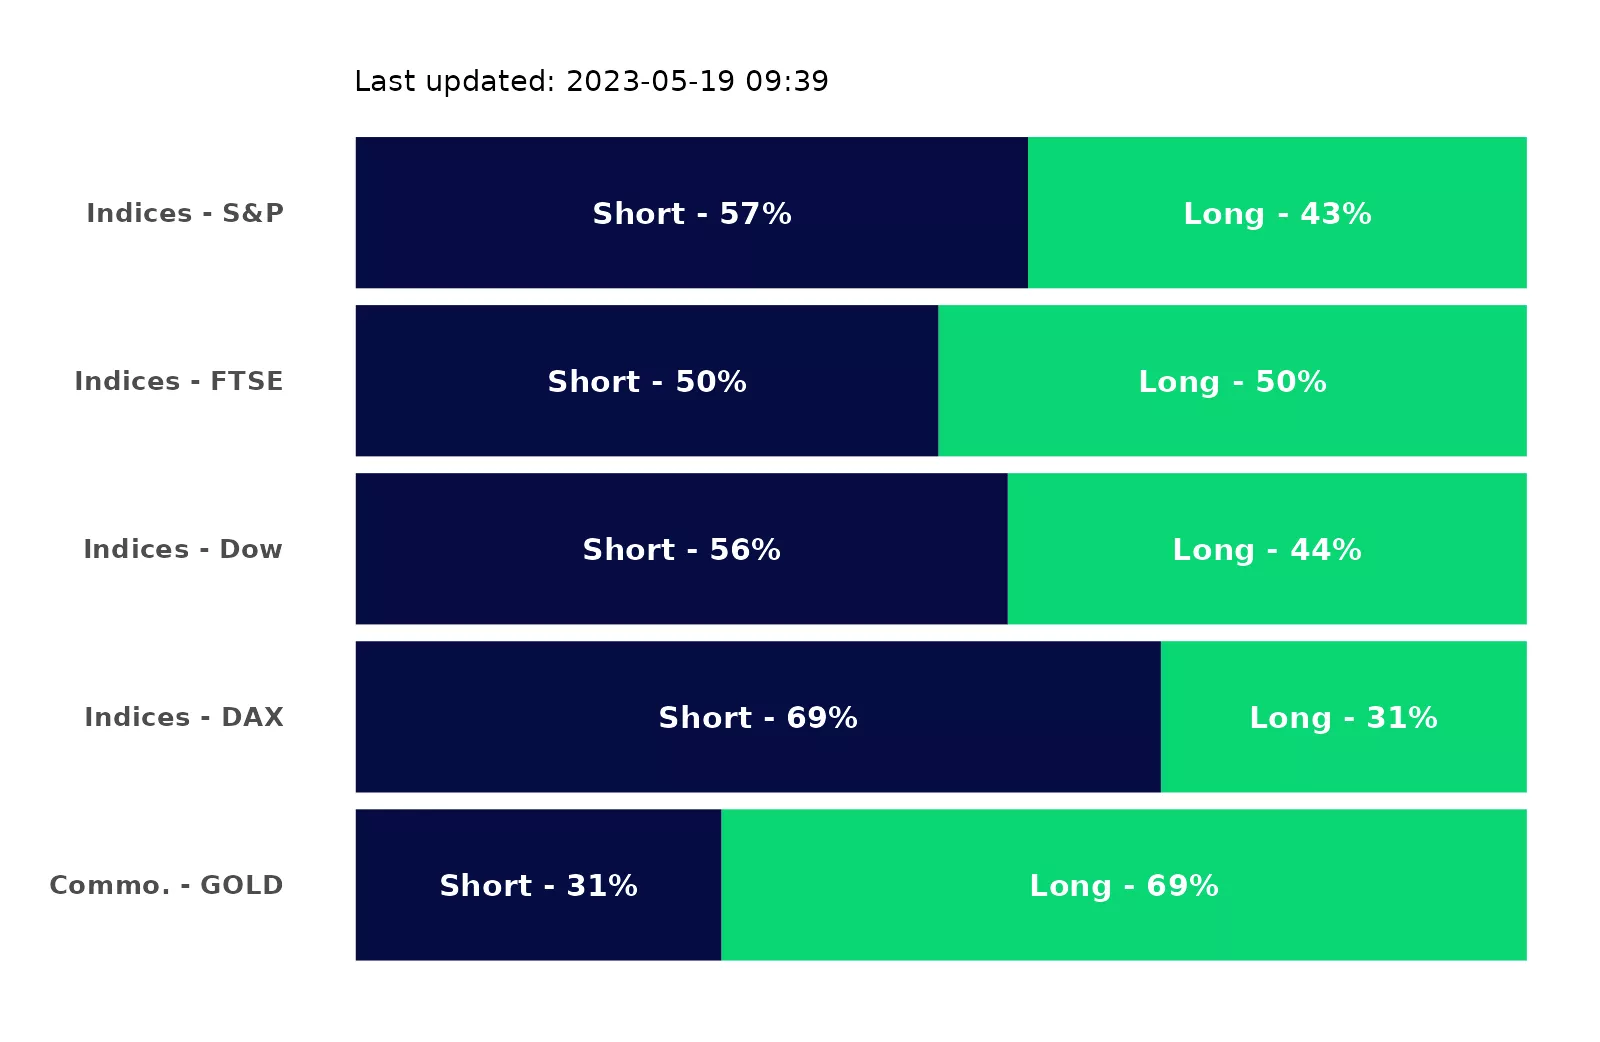 Last updated: 2023-05-19 09:39
Indices - S&P Short - 57% Long - 43%
Indices - FTSE Short - 50% Long - 50%
Indices - Dow Short - 56% Long - 44%
Indices - DAX Short - 69% Long - 31%
Commo. - GOLD Short - 31% Long - 69%